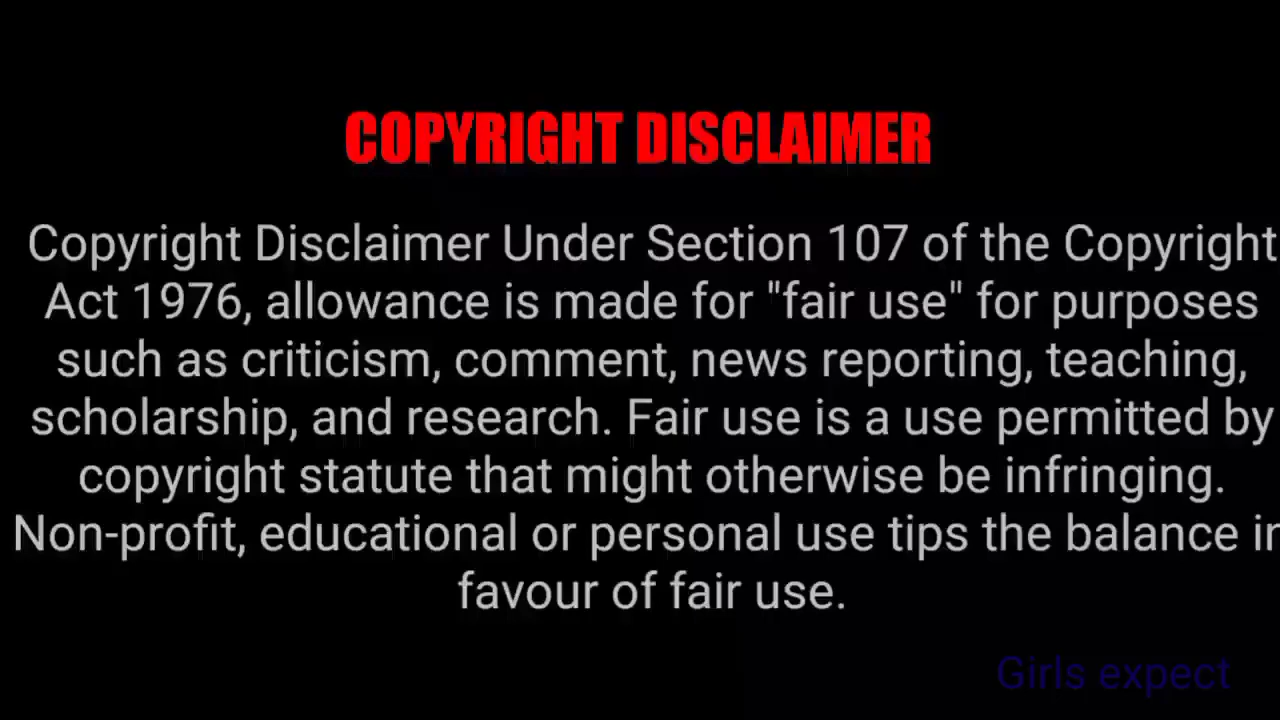 COPYRIGHT DISCLAIMER
Copyright Disclaimer Under Section 107 of the Copyright
Act 1976, allowance is made for "fair use" for purposes
such as criticism, comment, news reporting, teaching,
scholarship, and research. Fair use is a use permitted by
copyright statute that might otherwise be infringing.
Non-profit, educational or personal use tips the balance in
favour of fair use.
Girls expect